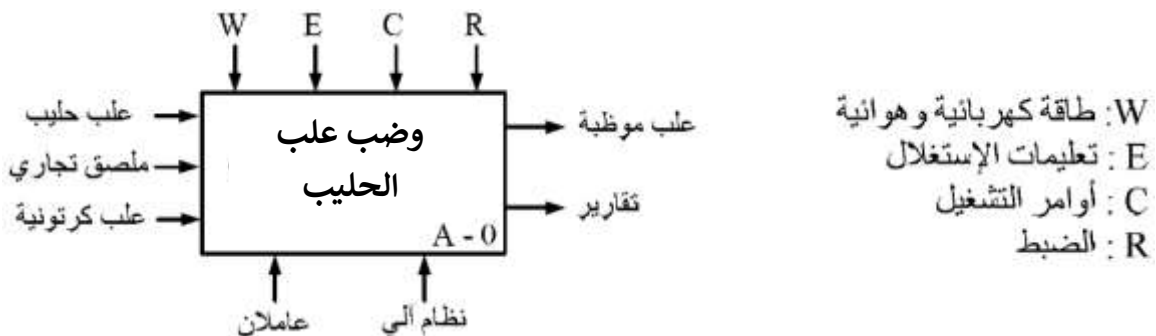 W E C R
علب حليب
ملصق تجاري
علب كرتونية
وضب علب
الحليب
A - 0
علب موظبة
تقارير
عاملان
نظام آلي
W: طاقة كهربائية و هوائية
E : تعليمات الإستغلال
C : أوامر التشغيل
R : الضبط